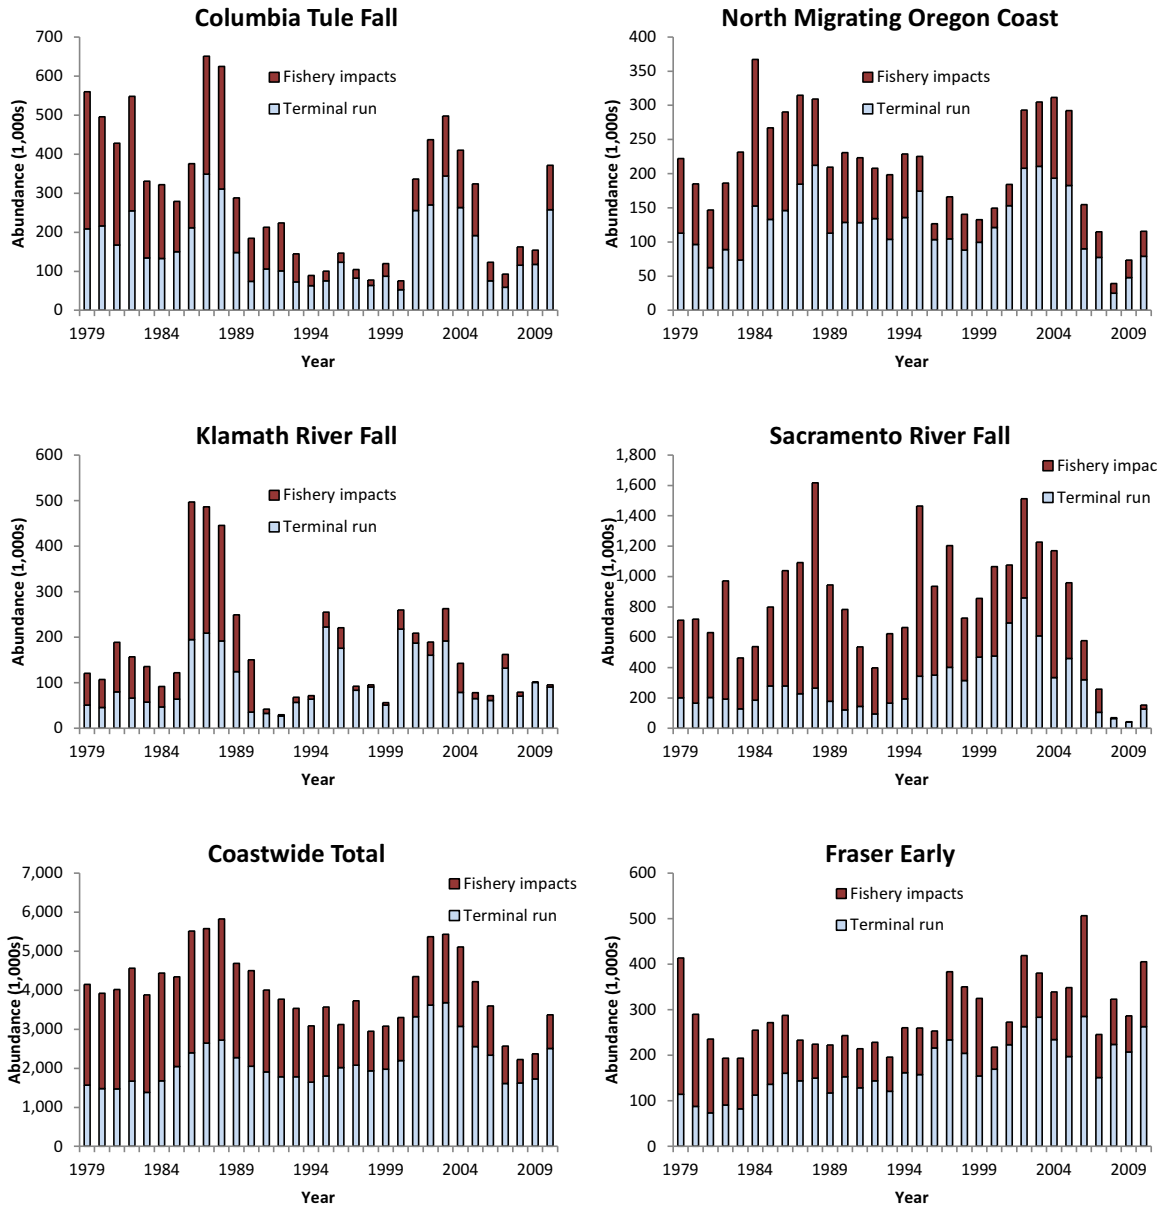 Columbia Tule Fall
700
600
500
400
300
200
100
0
Abundance (1,000s)
Fishery impacts
Terminal run
1979 1984 1989 1994 1999 2004 2009
Year
North Migrating Oregon Coast
400
350
300
250
200
150
100
50
0
Abundance (1,000s)
Fishery impacts
Terminal run
1979 1984 1989 1994 1999 2004 2009
Year
Klamath River Fall
600
500
400
300
200
100
0
Abundance (1,000s)
Fishery impacts
Terminal run
1979 1984 1989 1994 1999 2004 2009
Year
Sacramento River Fall
1,800
1,600
1,400
1,200
1,000
800
600
400
200
0
Abundance (1,000s)
Fishery impac
Terminal run
1979 1984 1989 1994 1999 2004 2009
Year
Coastwide Total
7,000
6,000
5,000
4,000
3,000
2,000
1,000
0
Abundance (1,000s)
Fishery impacts
Terminal run
1979 1984 1989 1994 1999 2004 2009
Year
Fraser Early
600
500
400
300
200
100
0
Abundance (1,000s)
Fishery impacts
Terminal run
1979 1984 1989 1994 1999 2004 2009
Year